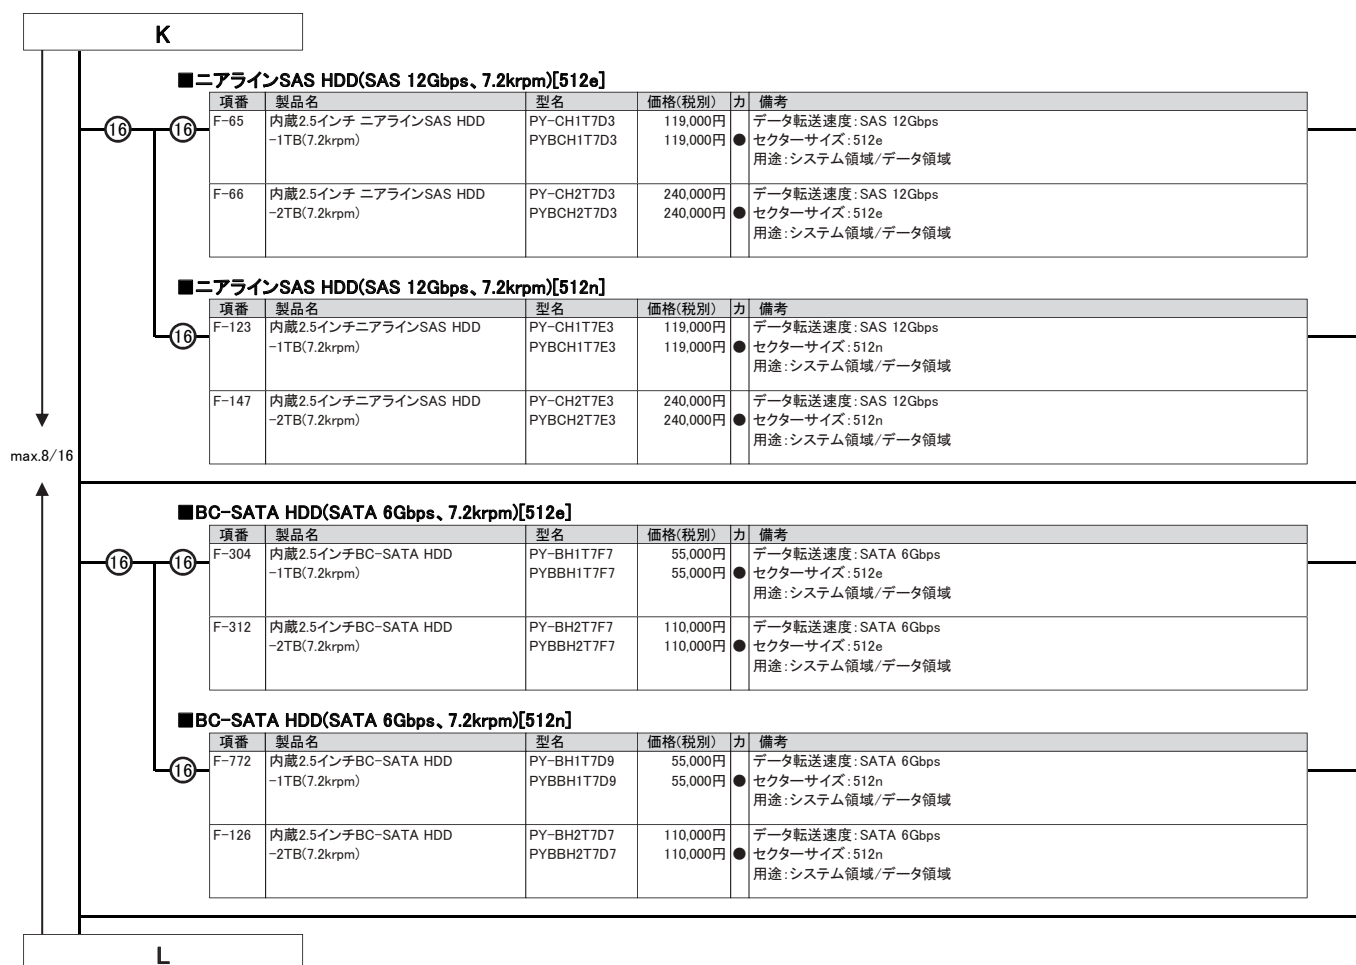 K
■ニアラインSAS HDD(SAS 12Gbps、7.2krpm)[512e]
項番 製品名 型名 価格(税別) カ 備考
⑯ ⑯ F-65 内蔵2.5インチ ニアラインSAS HDD PY-CH1T7D3 119,000円 データ転送速度:SAS 12Gbps
-1TB(7.2krpm) PYBCH1T7D3 119,000円 ● セクターサイズ:512e
用途:システム領域/データ領域
F-66 内蔵2.5インチ ニアラインSAS HDD PY-CH2T7D3 240,000円 データ転送速度:SAS 12Gbps
-2TB(7.2krpm) PYBCH2T7D3 240,000円 ● セクターサイズ:512e
用途:システム領域/データ領域
■ニアラインSAS HDD(SAS 12Gbps、7.2krpm)[512n]
項番 製品名 型名 価格(税別) カ 備考
⑯ F-123 内蔵2.5インチニアラインSAS HDD PY-CH1T7E3 119,000円 データ転送速度:SAS 12Gbps
-1TB(7.2krpm) PYBCH1T7E3 119,000円 ● セクターサイズ:512n
用途:システム領域/データ領域
F-147 内蔵2.5インチニアラインSAS HDD PY-CH2T7E3 240,000円 データ転送速度:SAS 12Gbps
-2TB(7.2krpm) PYBCH2T7E3 240,000円 ● セクターサイズ:512n
用途:システム領域/データ領域
max.8/16
■BC-SATA HDD(SATA 6Gbps、7.2krpm)[512e]
項番 製品名 型名 価格(税別) カ 備考
⑯ ⑯ F-304 内蔵2.5インチBC-SATA HDD PY-BH1T7F7 55,000円 データ転送速度:SATA 6Gbps
-1TB(7.2krpm) PYBBH1T7F7 55,000円 ● セクターサイズ:512e
用途:システム領域/データ領域
F-312 内蔵2.5インチBC-SATA HDD PY-BH2T7F7 110,000円 データ転送速度:SATA 6Gbps
-2TB(7.2krpm) PYBBH2T7F7 110,000円 ● セクターサイズ:512e
用途:システム領域/データ領域
■BC-SATA HDD(SATA 6Gbps、7.2krpm)[512n]
項番 製品名 型名 価格(税別) カ 備考
⑯ F-772 内蔵2.5インチBC-SATA HDD PY-BH1T7D9 55,000円 データ転送速度:SATA 6Gbps
-1TB(7.2krpm) PYBBH1T7D9 55,000円 ● セクターサイズ:512n
用途:システム領域/データ領域
F-126 内蔵2.5インチBC-SATA HDD PY-BH2T7D7 110,000円 データ転送速度:SATA 6Gbps
-2TB(7.2krpm) PYBBH2T7D7 110,000円 ● セクターサイズ:512n
用途:システム領域/データ領域
L